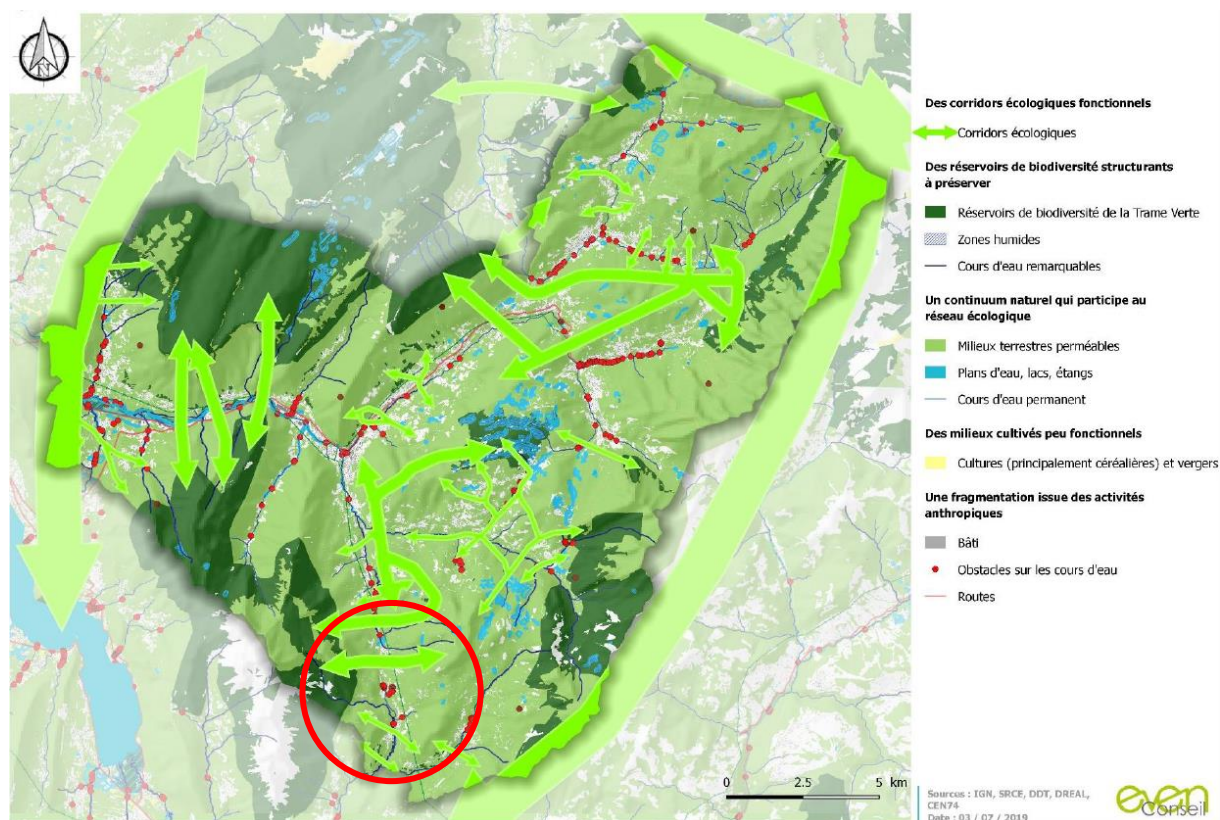 N
Des corridors écologiques fonctionnels
Corridors écologiques
Des réservoirs de biodiversité structurants
à préserver
Réservoirs de biodiversité de la Trame Verte
Zones humides
Cours d'eau remarquables
Un continuum naturel qui participe au
réseau écologique
Milieux terrestres perméables
Plans d'eau, lacs, étangs
Cours d'eau permanent
Des milieux cultivés peu fonctionnels
Cultures (principalement céréalières) et vergers
Une fragmentation issue des activités
anthropiques
Bâti
Obstacles sur les cours d'eau
Routes
0 2.5 5 km
Sources : IGN, SRCE, DDT, DREAL,
CEN74
Date : 03 / 07 / 2019
even
Conseil